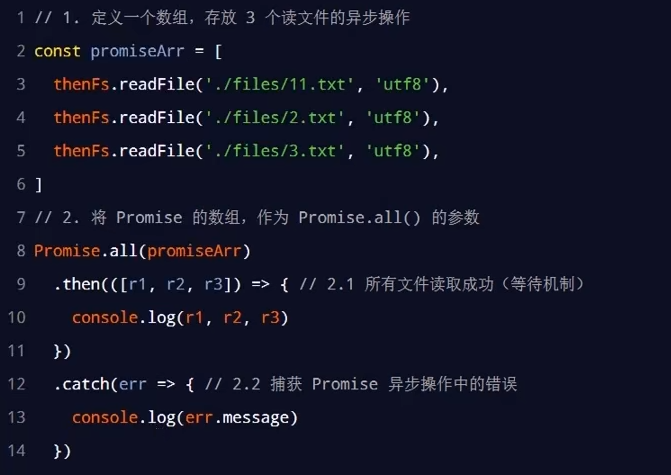 1 // 1. 定义一个数组，存放 3 个读文件的异步操作
2 const promiseArr = [
3   thenFs.readFile('./files/11.txt', 'utf8'),
4   thenFs.readFile('./files/2.txt', 'utf8'),
5   thenFs.readFile('./files/3.txt', 'utf8'),
6 ]
7 // 2. 将 Promise 的数组，作为 Promise.all() 的参数
8 Promise.all(promiseArr)
9   .then(([r1, r2, r3]) => { // 2.1 所有文件读取成功（等待机制）
10     console.log(r1, r2, r3)
11   })
12   .catch(err => { // 2.2 捕获 Promise 异步操作中的错误
13     console.log(err.message)
14   })